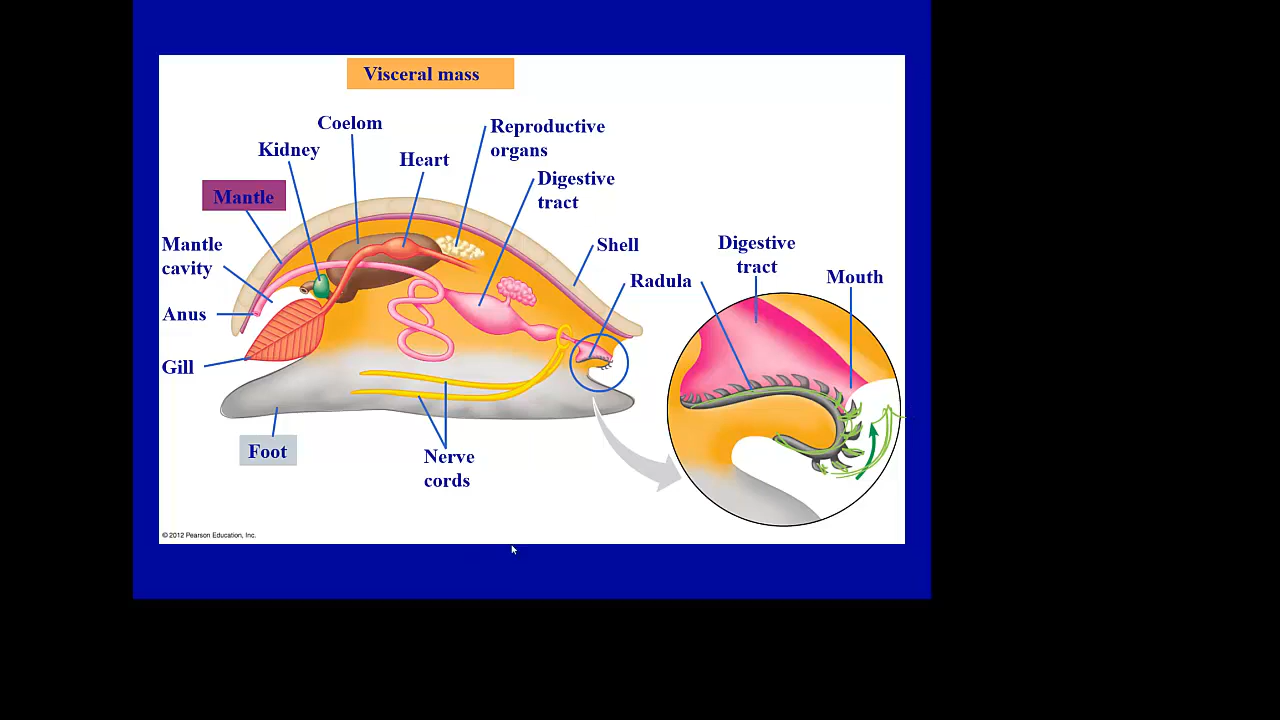 Visceral mass
Coelom
Kidney
Heart
Reproductive
organs
Digestive
tract
Mantle
Mantle
cavity
Shell
Radula
Digestive
tract
Mouth
Anus
Gill
Foot
Nerve
cords
© 2012 Pearson Education, Inc.